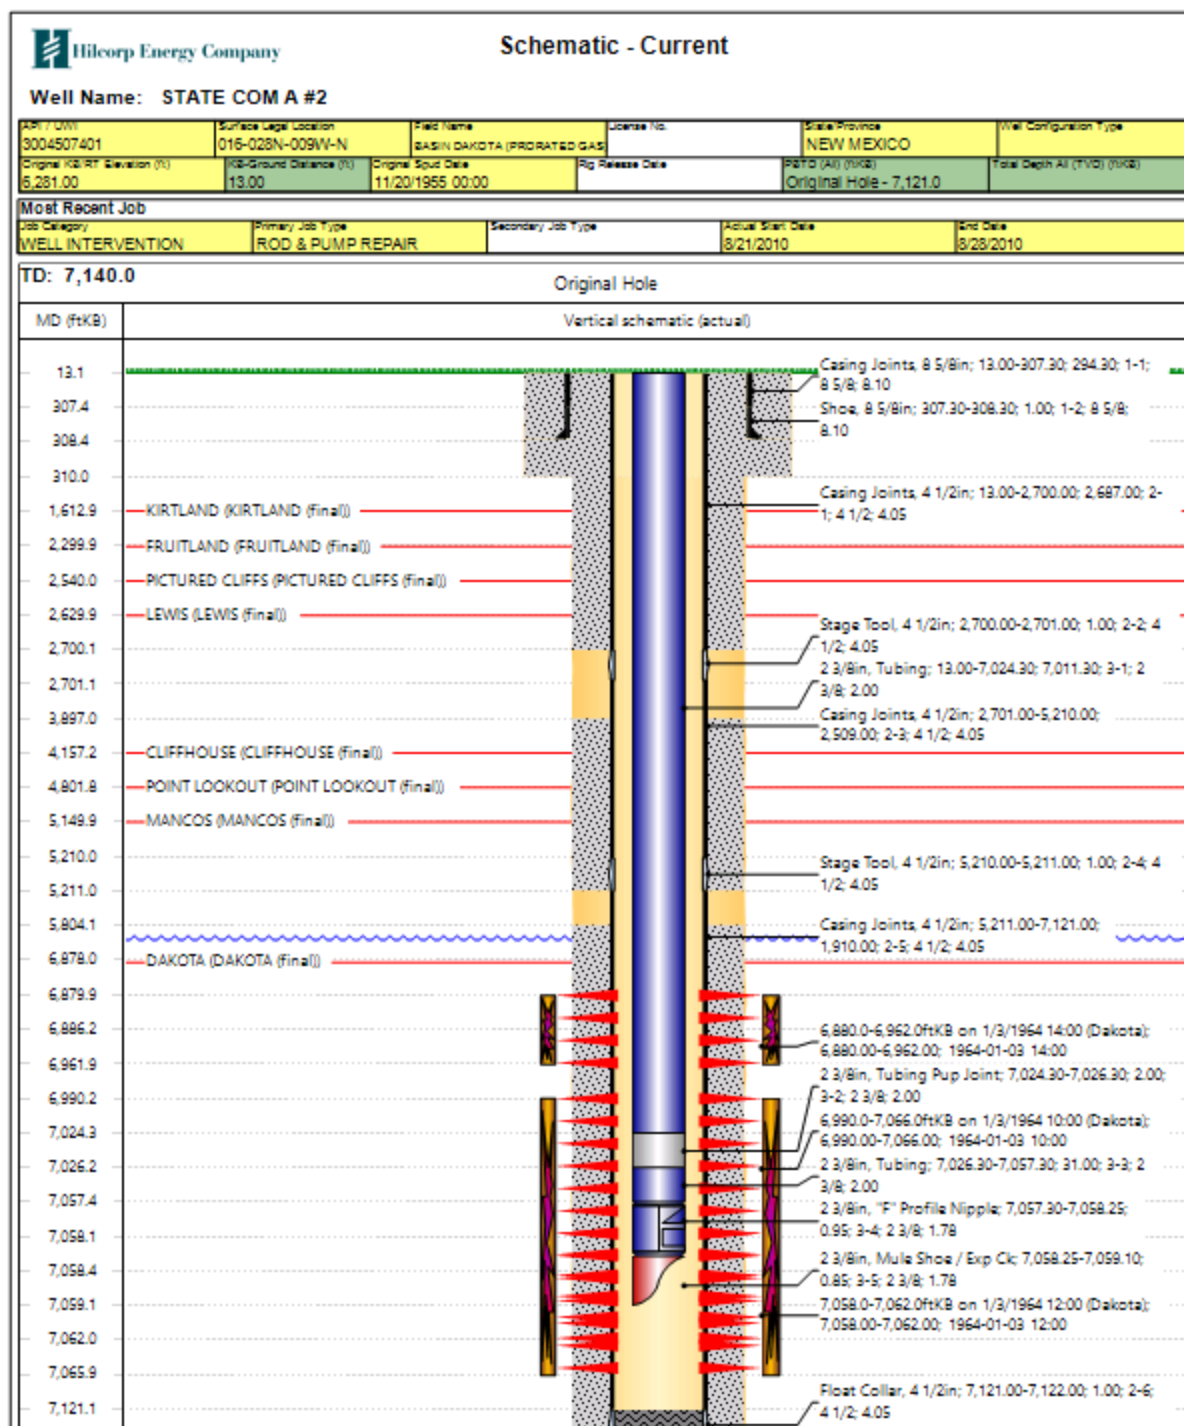 Hilcorp Energy Company
Schematic - Current
Well Name: STATE COM A #2
API / UWI Surface Legal Location Field Name License No. State/Province Well Configuration Type
3004507401 016-028N-009W-N BASIN DAKOTA (PRORATED GAS NEW MEXICO
Original KB/RT Elevation (ft) KB-Ground Distance (ft) Original Spud Date Rig Release Date PBTD (All) (ftKB) Total Depth All (TVD) (ftKB)
6,281.00 13.00 11/20/1955 00:00 Original Hole - 7,121.0
Most Recent Job
Job Category Primary Job Type Secondary Job Type Actual Start Date End Date
WELL INTERVENTION ROD & PUMP REPAIR 8/21/2010 8/28/2010
TD: 7,140.0
Original Hole
MD (ftKB) Vertical schematic (actual)
Casing Joints, 8 5/8in; 13.00-307.30; 294.30; 1-1;
13.1
8 5/8; 8.10
307.4
Shoe, 8 5/8in; 307.30-308.30; 1.00; 1-2; 8 5/8;
8.10
308.4
310.0
Casing Joints, 4 1/2in; 13.00-2,700.00; 2,687.00; 2-
1; 4 1/2; 4.05
1,612.9 KIRTLAND (KIRTLAND (final))
2,299.9 FRUITLAND (FRUITLAND (final))
2,540.0 PICTURED CLIFFS (PICTURED CLIFFS (final))
2,629.9 LEWIS (LEWIS (final))
Stage Tool, 4 1/2in; 2,700.00-2,701.00; 1.00; 2-2; 4
1/2; 4.05
2,700.1
2 3/8in, Tubing; 13.00-7,024.30; 7,011.30; 3-1; 2
3/8; 2.00
2,701.1
Casing Joints, 4 1/2in; 2,701.00-5,210.00;
2,509.00; 2-3; 4 1/2; 4.05
3,897.0
4,157.2 CLIFFHOUSE (CLIFFHOUSE (final))
4,801.8 POINT LOOKOUT (POINT LOOKOUT (final))
5,149.9 MANCOS (MANCOS (final))
5,210.0
Stage Tool, 4 1/2in; 5,210.00-5,211.00; 1.00; 2-4; 4
1/2; 4.05
5,211.0
5,804.1
Casing Joints, 4 1/2in; 5,211.00-7,121.00;
1,910.00; 2-5; 4 1/2; 4.05
6,878.0 DAKOTA (DAKOTA (final))
6,879.9
6,886.2
6,880.0-6,962.0ftKB on 1/3/1964 14:00 (Dakota);
6,880.00-6,962.00; 1964-01-03 14:00
6,961.9
2 3/8in, Tubing Pup Joint; 7,024.30-7,026.30; 2.00;
3-2; 2 3/8; 2.00
6,990.2
6,990.0-7,066.0ftKB on 1/3/1964 10:00 (Dakota);
6,990.00-7,066.00; 1964-01-03 10:00
7,024.3
2 3/8in, Tubing; 7,026.30-7,057.30; 31.00; 3-3; 2
3/8; 2.00
7,026.2
7,057.4
2 3/8in, "F" Profile Nipple; 7,057.30-7,058.25;
0.95; 3-4; 2 3/8; 1.78
7,058.1
2 3/8in, Mule Shoe / Exp Ck; 7,058.25-7,059.10;
0.85; 3-5; 2 3/8; 1.78
7,058.4
7,059.1
7,058.0-7,062.0ftKB on 1/3/1964 12:00 (Dakota);
7,058.00-7,062.00; 1964-01-03 12:00
7,062.0
7,065.9
Float Collar, 4 1/2in; 7,121.00-7,122.00; 1.00; 2-6;
4 1/2; 4.05
7,121.1